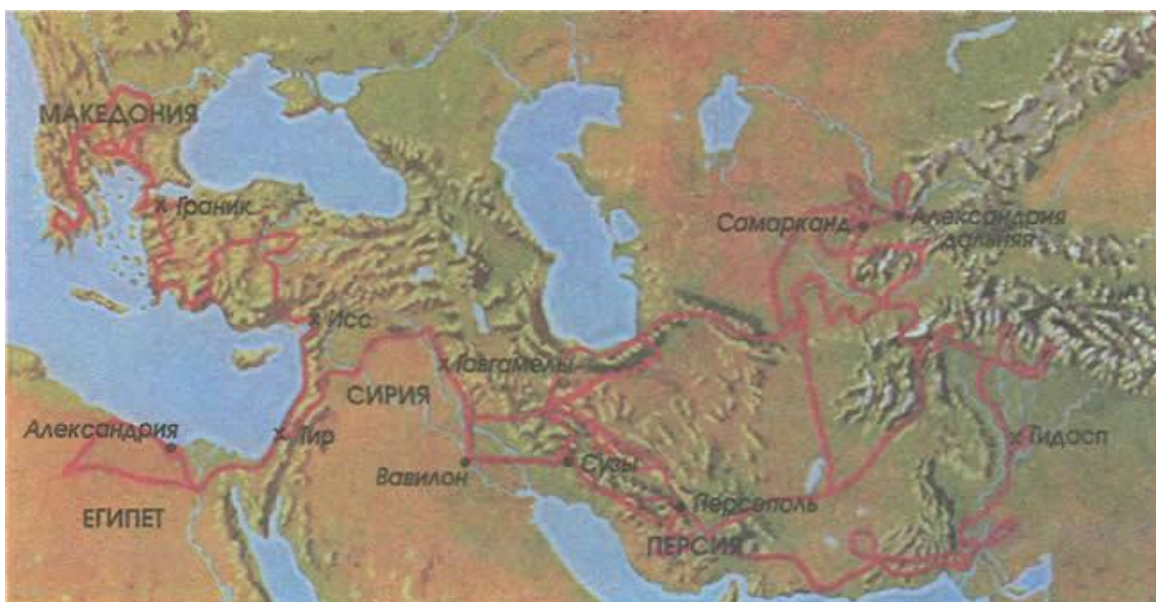 МАКЕДОНИЯ
Граник
Самарканд
Александрия
дальняя
Исс
Гавгамелы
СИРИЯ
Александрия
Тир
Гидасп
Вавилон
Сузы
Персеполь
ЕГИПЕТ
ПЕРСИЯ